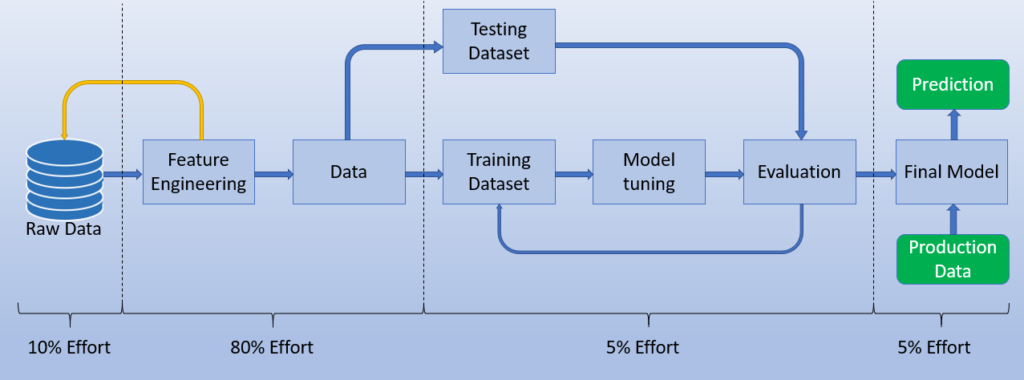 Testing
Dataset
Prediction
Feature
Engineering
Data
Training
Dataset
Model
tuning
Evaluation
Final Model
Raw Data
Production
Data
10% Effort
80% Effort
5% Effort
5% Effort